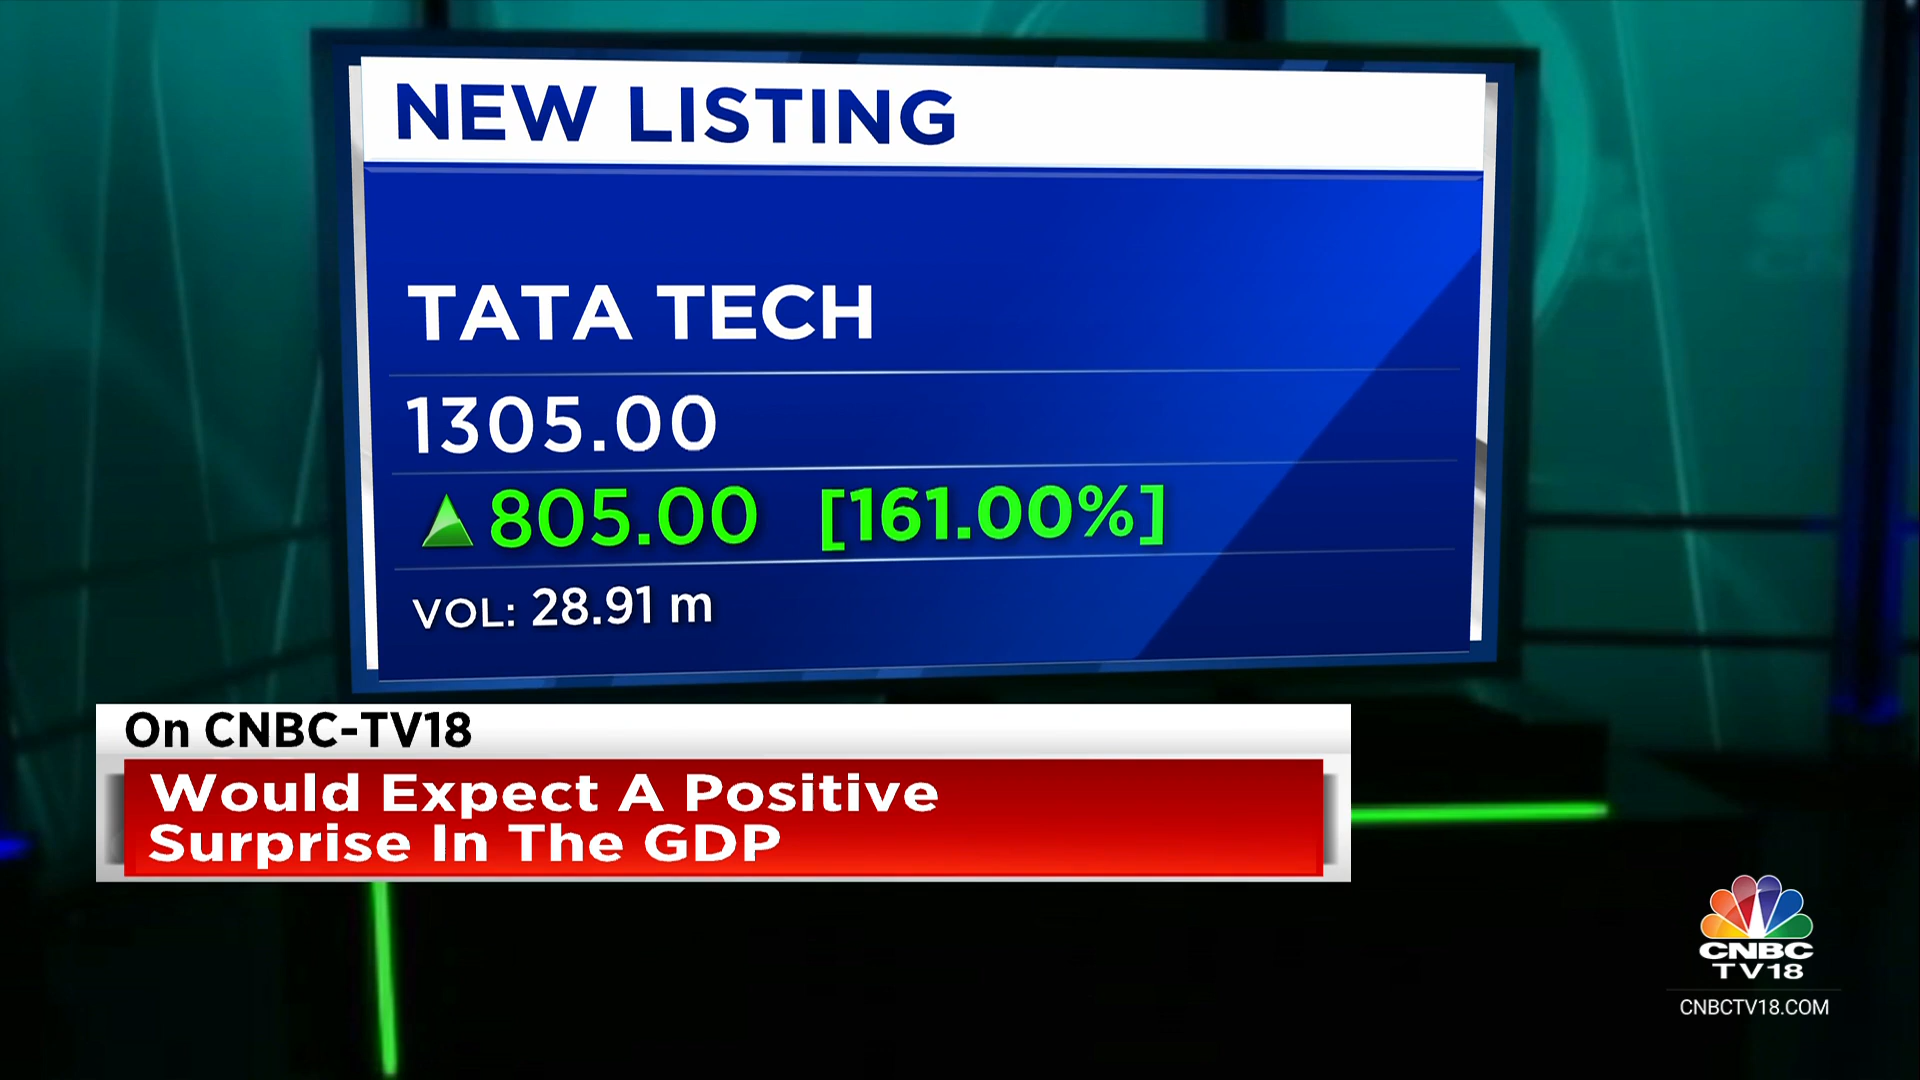 NEW LISTING
TATA TECH
1305.00
▲ 805.00 [161.00%]
VOL: 28.91 m
On CNBC-TV18
Would Expect A Positive
Surprise In The GDP
CNBC
TV18
CNBCTV18.COM